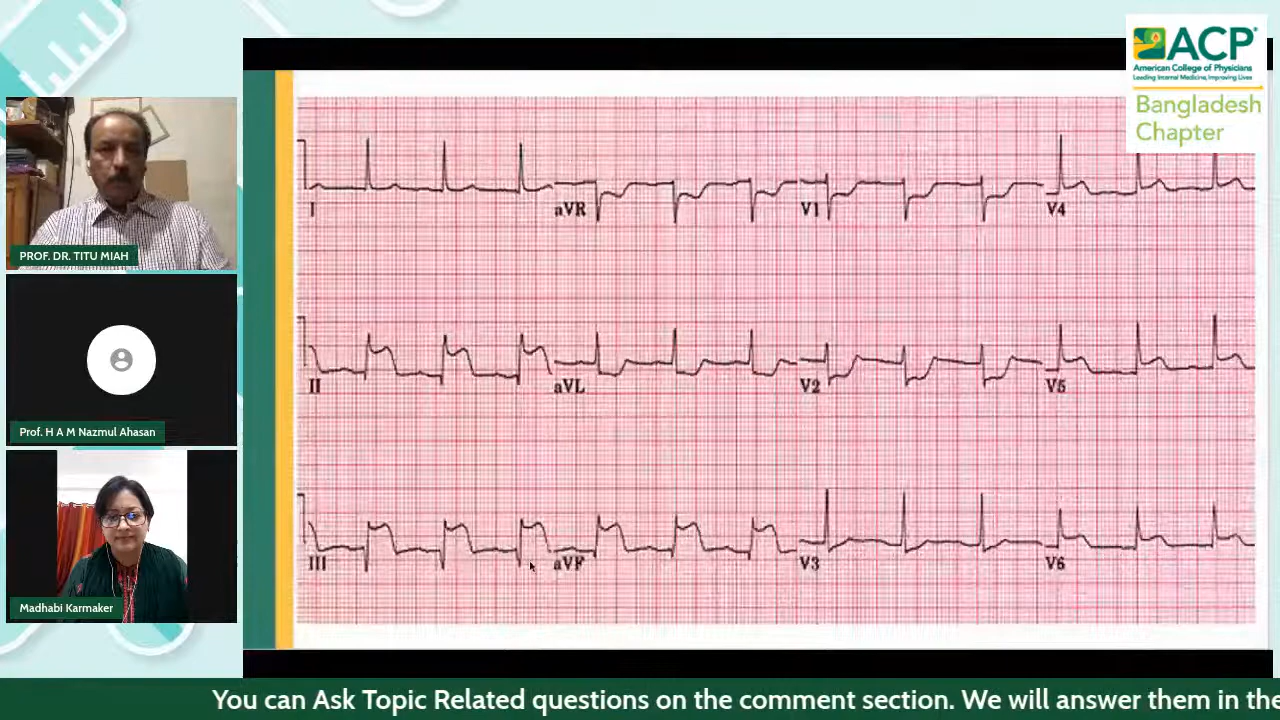 ACP
American College of Physicians
Leading Internal Medicine, Improving Lives
Bangladesh
Chapter
PROF. DR. TITU MIAH
Prof. H A M Nazmul Ahasan
Madhabi Karmaker
I
aVR
V1
V4
II
aVL
V2
V5
III
aVF
V3
V6
You can Ask Topic Related questions on the comment section. We will answer them in the